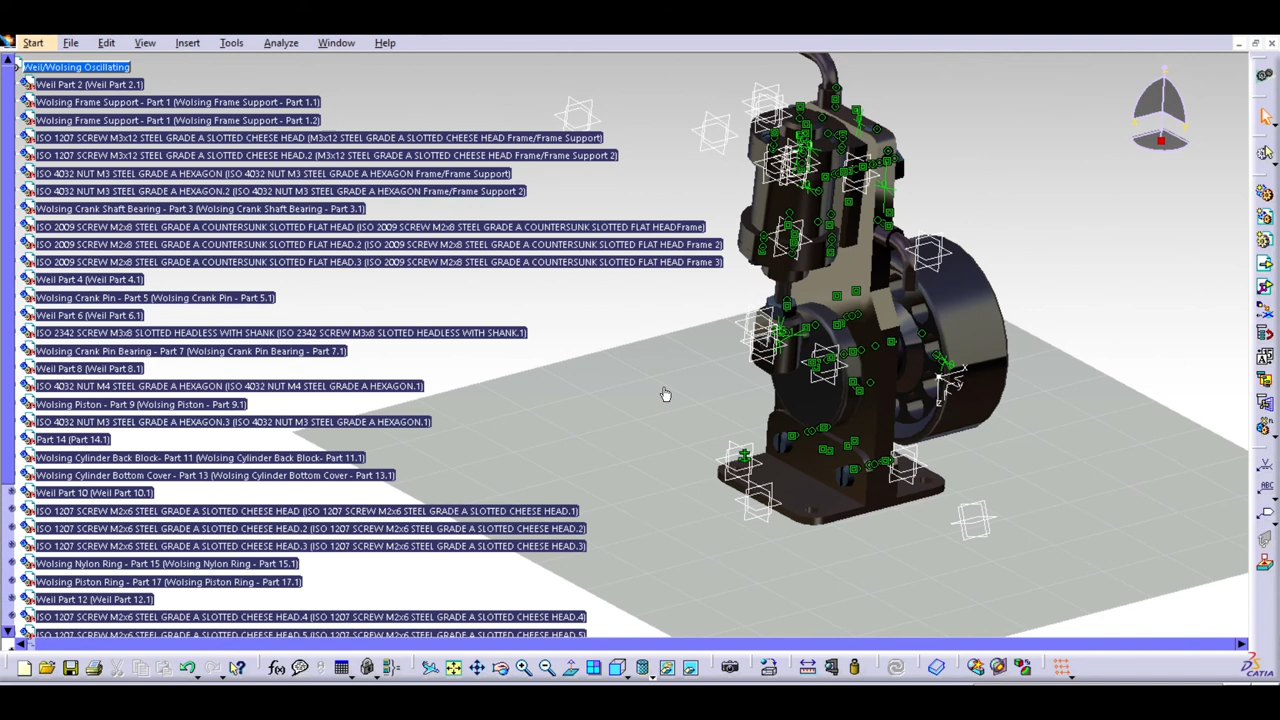 Start File Edit View Insert Tools Analyze Window Help
Weil/Wolsing Oscillating
Weil Part 2 (Weil Part 2.1)
Wolsing Frame Support - Part 1 (Wolsing Frame Support - Part 1.1)
Wolsing Frame Support - Part 1 (Wolsing Frame Support - Part 1.2)
ISO 1207 SCREW M3x12 STEEL GRADE A SLOTTED CHEESE HEAD (M3x12 STEEL GRADE A SLOTTED CHEESE HEAD Frame/Frame Support)
ISO 1207 SCREW M3x12 STEEL GRADE A SLOTTED CHEESE HEAD.2 (M3x12 STEEL GRADE A SLOTTED CHEESE HEAD Frame/Frame Support 2)
ISO 4032 NUT M3 STEEL GRADE A HEXAGON (ISO 4032 NUT M3 STEEL GRADE A HEXAGON Frame/Frame Support)
ISO 4032 NUT M3 STEEL GRADE A HEXAGON.2 (ISO 4032 NUT M3 STEEL GRADE A HEXAGON Frame/Frame Support 2)
Wolsing Crank Shaft Bearing - Part 3 (Wolsing Crank Shaft Bearing - Part 3.1)
ISO 2009 SCREW M2x8 STEEL GRADE A COUNTERSUNK SLOTTED FLAT HEAD (ISO 2009 SCREW M2x8 STEEL GRADE A COUNTERSUNK SLOTTED FLAT HEADFrame)
ISO 2009 SCREW M2x8 STEEL GRADE A COUNTERSUNK SLOTTED FLAT HEAD.2 (ISO 2009 SCREW M2x8 STEEL GRADE A COUNTERSUNK SLOTTED FLAT HEAD Frame 2)
ISO 2009 SCREW M2x8 STEEL GRADE A COUNTERSUNK SLOTTED FLAT HEAD.3 (ISO 2009 SCREW M2x8 STEEL GRADE A COUNTERSUNK SLOTTED FLAT HEAD Frame 3)
Weil Part 4 (Weil Part 4.1)
Wolsing Crank Pin - Part 5 (Wolsing Crank Pin - Part 5.1)
Weil Part 6 (Weil Part 6.1)
ISO 2342 SCREW M3x8 SLOTTED HEADLESS WITH SHANK (ISO 2342 SCREW M3x8 SLOTTED HEADLESS WITH SHANK.1)
Wolsing Crank Pin Bearing - Part 7 (Wolsing Crank Pin Bearing - Part 7.1)
Weil Part 8 (Weil Part 8.1)
ISO 4032 NUT M4 STEEL GRADE A HEXAGON (ISO 4032 NUT M4 STEEL GRADE A HEXAGON.1)
Wolsing Piston - Part 9 (Wolsing Piston - Part 9.1)
ISO 4032 NUT M3 STEEL GRADE A HEXAGON.3 (ISO 4032 NUT M3 STEEL GRADE A HEXAGON.1)
Part 14 (Part 14.1)
Wolsing Cylinder Back Block- Part 11 (Wolsing Cylinder Back Block- Part 11.1)
Wolsing Cylinder Bottom Cover - Part 13 (Wolsing Cylinder Bottom Cover - Part 13.1)
Weil Part 10 (Weil Part 10.1)
ISO 1207 SCREW M2x6 STEEL GRADE A SLOTTED CHEESE HEAD (ISO 1207 SCREW M2x6 STEEL GRADE A SLOTTED CHEESE HEAD.1)
ISO 1207 SCREW M2x6 STEEL GRADE A SLOTTED CHEESE HEAD.2 (ISO 1207 SCREW M2x6 STEEL GRADE A SLOTTED CHEESE HEAD.2)
ISO 1207 SCREW M2x6 STEEL GRADE A SLOTTED CHEESE HEAD.3 (ISO 1207 SCREW M2x6 STEEL GRADE A SLOTTED CHEESE HEAD.3)
Wolsing Nylon Ring - Part 15 (Wolsing Nylon Ring - Part 15.1)
Wolsing Piston Ring - Part 17 (Wolsing Piston Ring - Part 17.1)
Weil Part 12 (Weil Part 12.1)
ISO 1207 SCREW M2x6 STEEL GRADE A SLOTTED CHEESE HEAD.4 (ISO 1207 SCREW M2x6 STEEL GRADE A SLOTTED CHEESE HEAD.4)
ISO 1207 SCREW M2x6 STEEL GRADE A SLOTTED CHEESE HEAD.5 (ISO 1207 SCREW M2x6 STEEL GRADE A SLOTTED CHEESE HEAD.5)
x
z
ABC
f(x)
CATIA